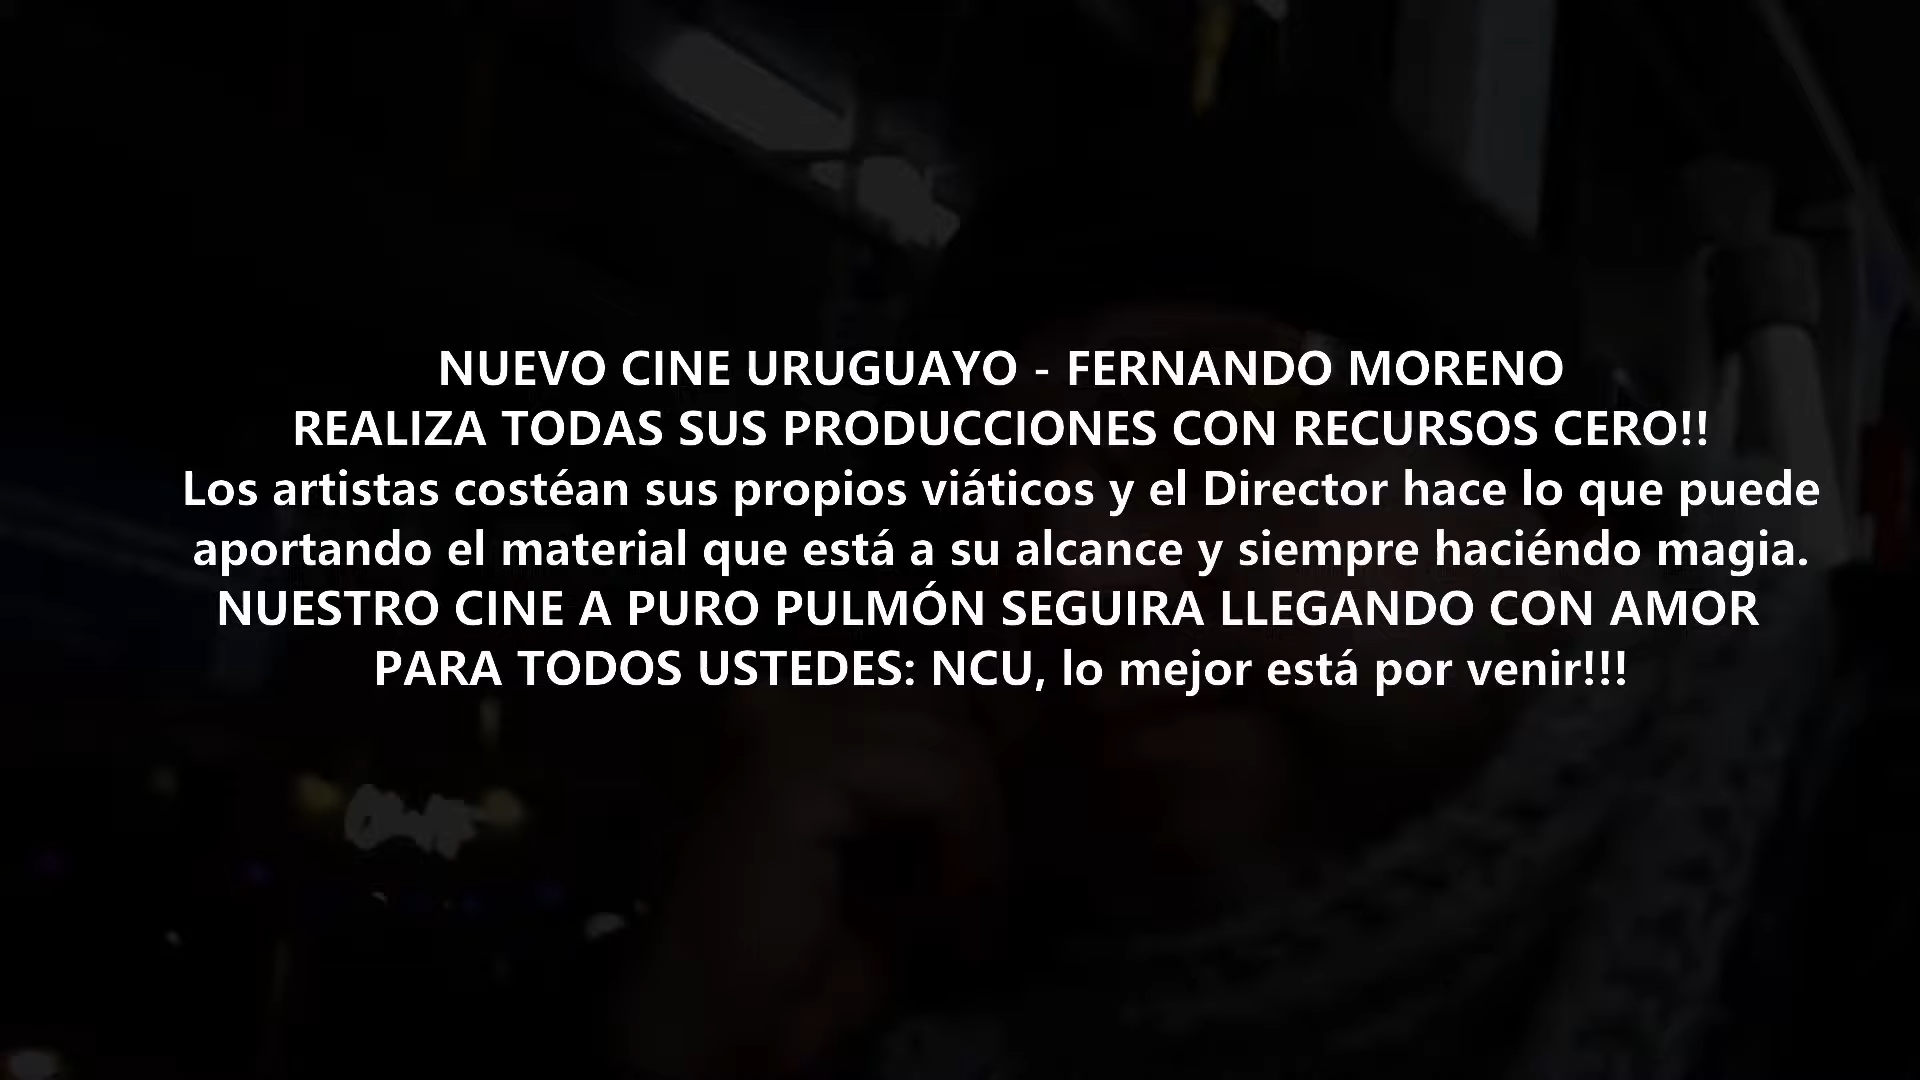 NUEVO CINE URUGUAYO - FERNANDO MORENO
REALIZA TODAS SUS PRODUCCIONES CON RECURSOS CERO!!
Los artistas costéan sus propios viáticos y el Director hace lo que puede
aportando el material que está a su alcance y siempre haciéndo magia.
NUESTRO CINE A PURO PULMÓN SEGUIRA LLEGANDO CON AMOR
PARA TODOS USTEDES: NCU, lo mejor está por venir!!!